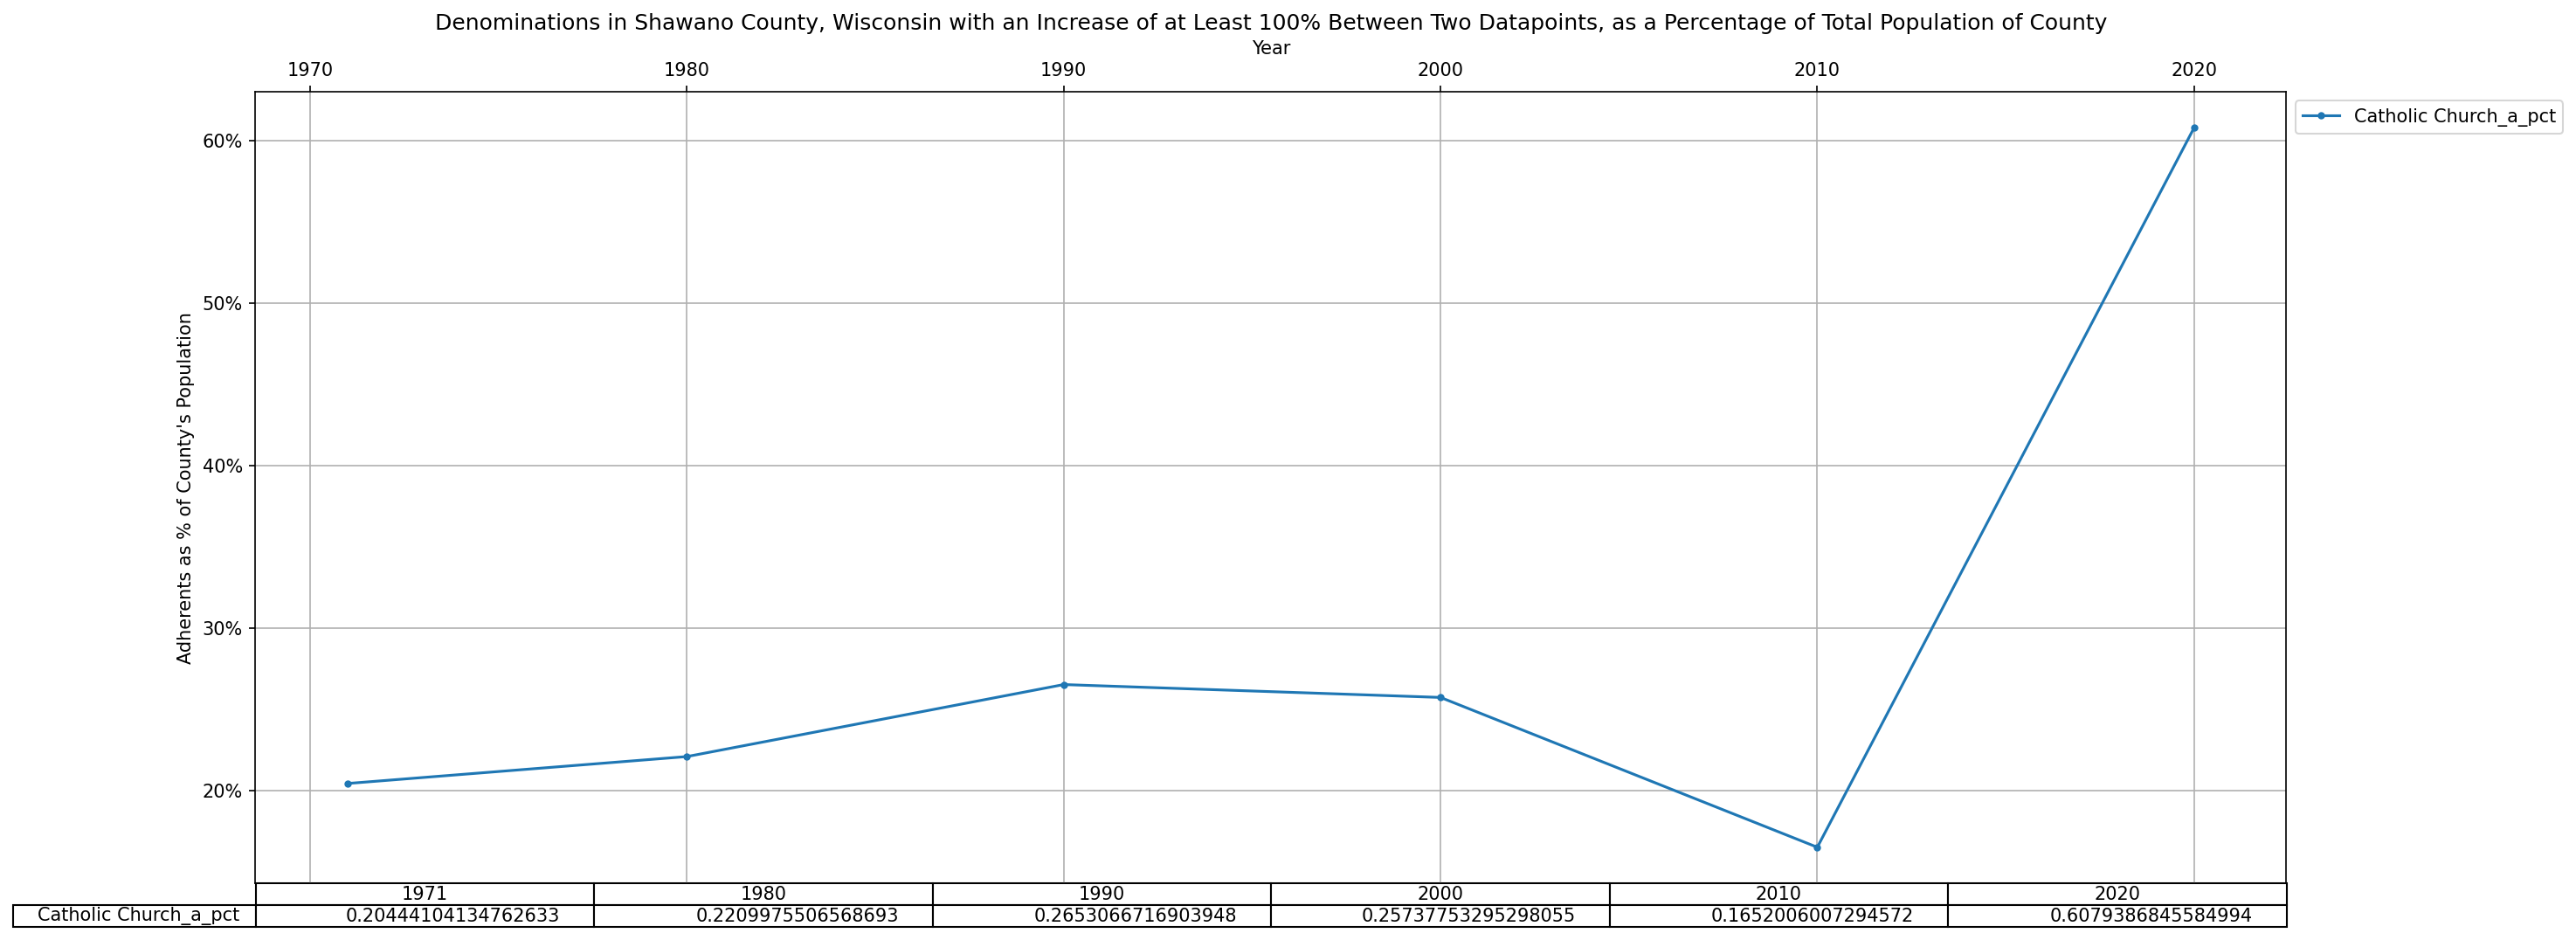 Denominations in Shawano County, Wisconsin with an Increase of at Least 100% Between Two Datapoints, as a Percentage of Total Population of County
Year
1970 1980 1990 2000 2010 2020
Catholic Church_a_pct
60%
50%
40%
30%
20%
Adherents as % of County's Population
1971 1980 1990 2000 2010 2020
Catholic Church_a_pct 0.20444104134762633 0.2209975506568693 0.2653066716903948 0.25737753295298055 0.1652006007294572 0.6079386845584994